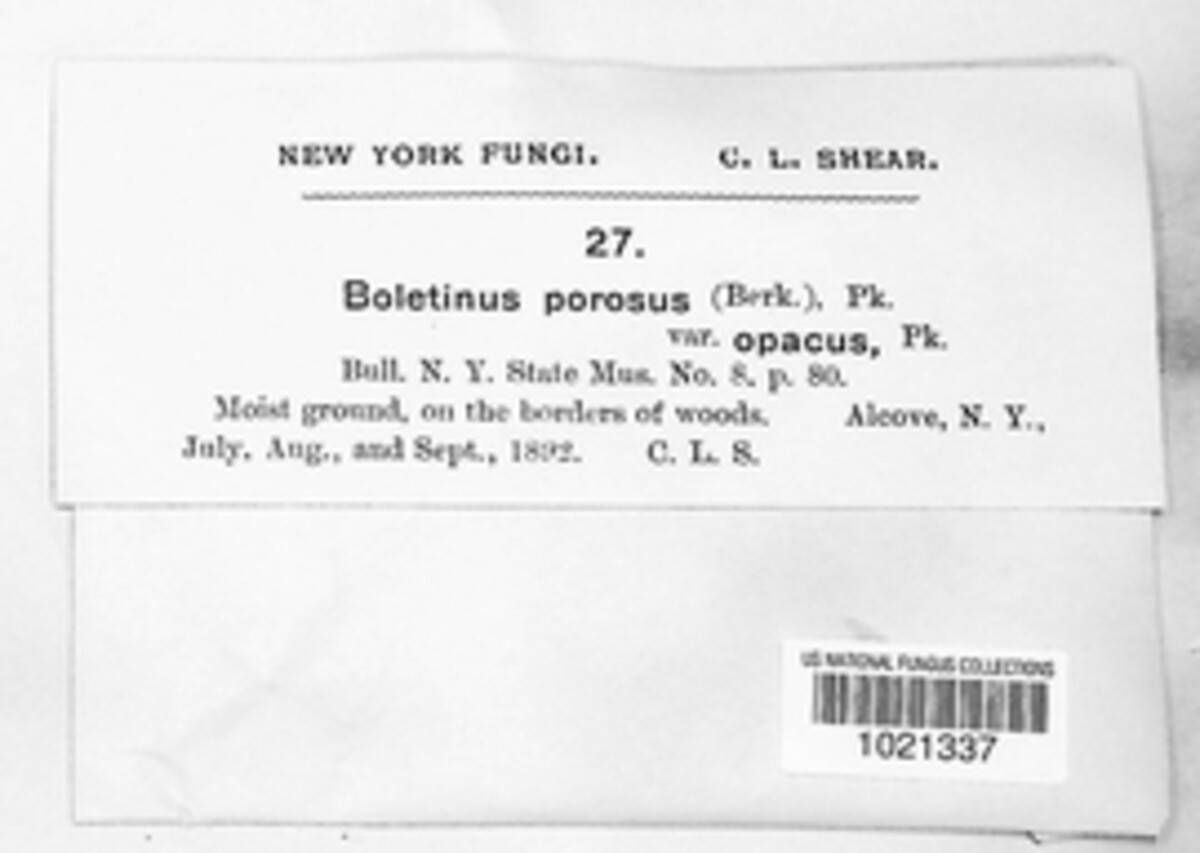 NEW YORK FUNGI. C. L. SHEAR.
27.
Boletinus porosus (Berk.), Pk.
var. opacus, Pk.
Bull. N. Y. State Mus. No. 8. p. 80.
Moist ground, on the borders of woods. Alcove, N. Y.,
July, Aug., and Sept., 1892. C. L. S.
US NATIONAL FUNGUS COLLECTIONS
1021337